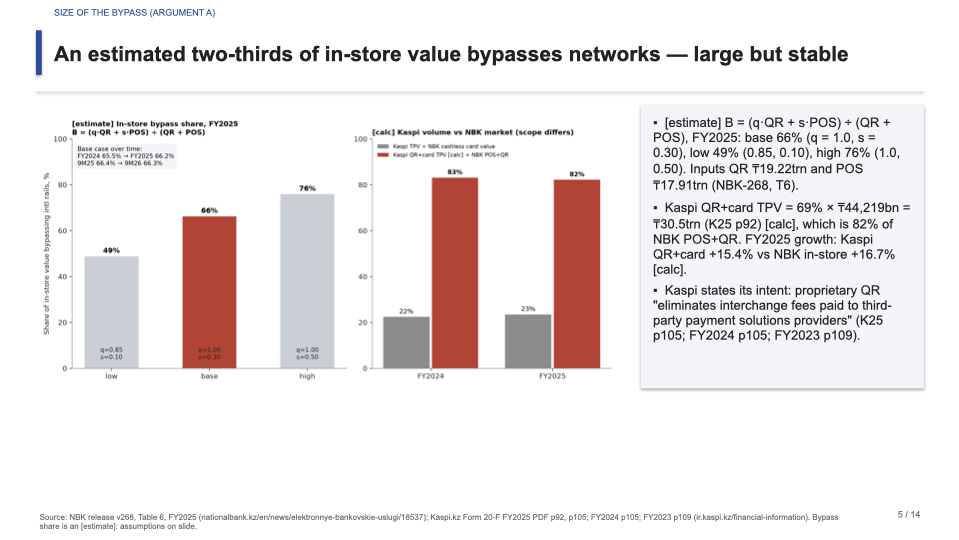 SIZE OF THE BYPASS (ARGUMENT A)
An estimated two-thirds of in-store value bypasses networks — large but stable
[estimate] In-store bypass share, FY2025
B = (q·QR + s·POS) ÷ (QR + POS)
Base case over time:
FY2024 65.5% → FY2025 66.2%
9M25 66.4% → 9M26 66.3%
Share of in-store value bypassing intl rails, %
100
80
60
40
20
0
49%
66%
76%
q=0.85
s=0.10
q=1.00
s=0.30
q=1.00
s=0.50
low
base
high
[calc] Kaspi volume vs NBK market (scope differs)
Kaspi TPV ÷ NBK cashless card value
Kaspi QR+card TPV [calc] ÷ NBK POS+QR
100
80
60
40
20
0
22%
83%
23%
82%
FY2024
FY2025
▪ [estimate] B = (q·QR + s·POS) ÷ (QR +
POS), FY2025: base 66% (q = 1.0, s =
0.30), low 49% (0.85, 0.10), high 76% (1.0,
0.50). Inputs QR ₸19.22trn and POS
₸17.91trn (NBK-268, T6).
▪ Kaspi QR+card TPV = 69% × ₸44,219bn =
₸30.5trn (K25 p92) [calc], which is 82% of
NBK POS+QR. FY2025 growth: Kaspi
QR+card +15.4% vs NBK in-store +16.7%
[calc].
▪ Kaspi states its intent: proprietary QR
"eliminates interchange fees paid to third-
party payment solutions providers" (K25
p105; FY2024 p105; FY2023 p109).
Source: NBK release v268, Table 6, FY2025 (nationalbank.kz/en/news/elektronnye-bankovskie-uslugi/18537); Kaspi.kz Form 20-F FY2025 PDF p92, p105; FY2024 p105; FY2023 p109 (ir.kaspi.kz/financial-information). Bypass
share is an [estimate]: assumptions on slide.
5 / 14